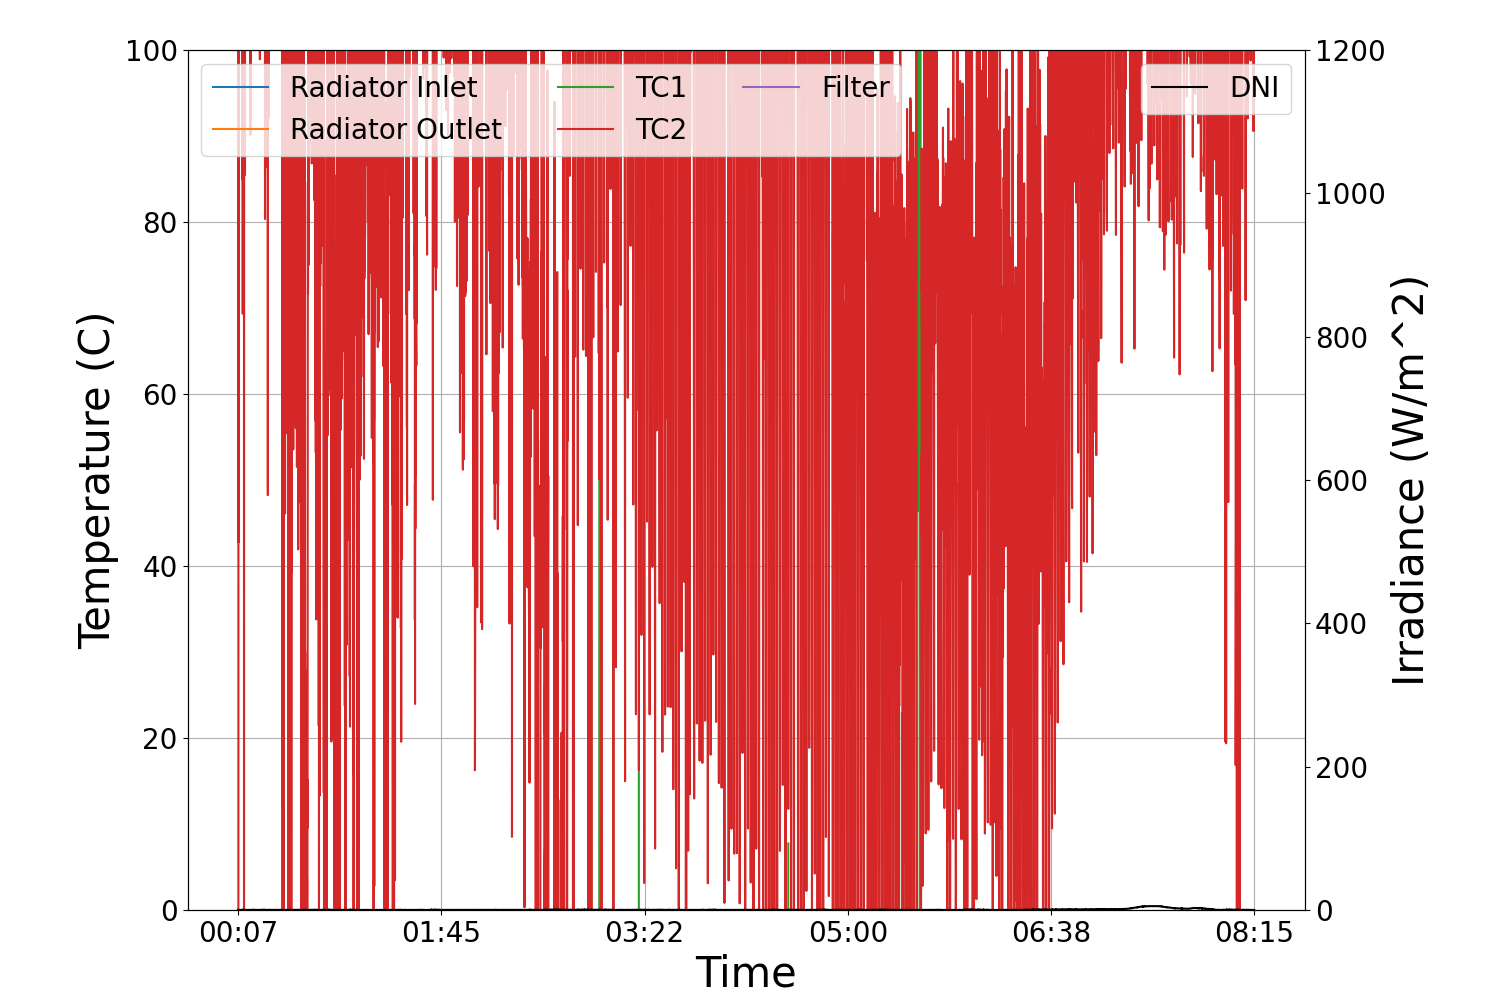 Radiator Inlet
Radiator Outlet
TC1
TC2
Filter
DNI
Temperature (C)
100
80
60
40
20
0
Irradiance (W/m^2)
1200
1000
800
600
400
200
0
00:07 01:45 03:22 05:00 06:38 08:15
Time